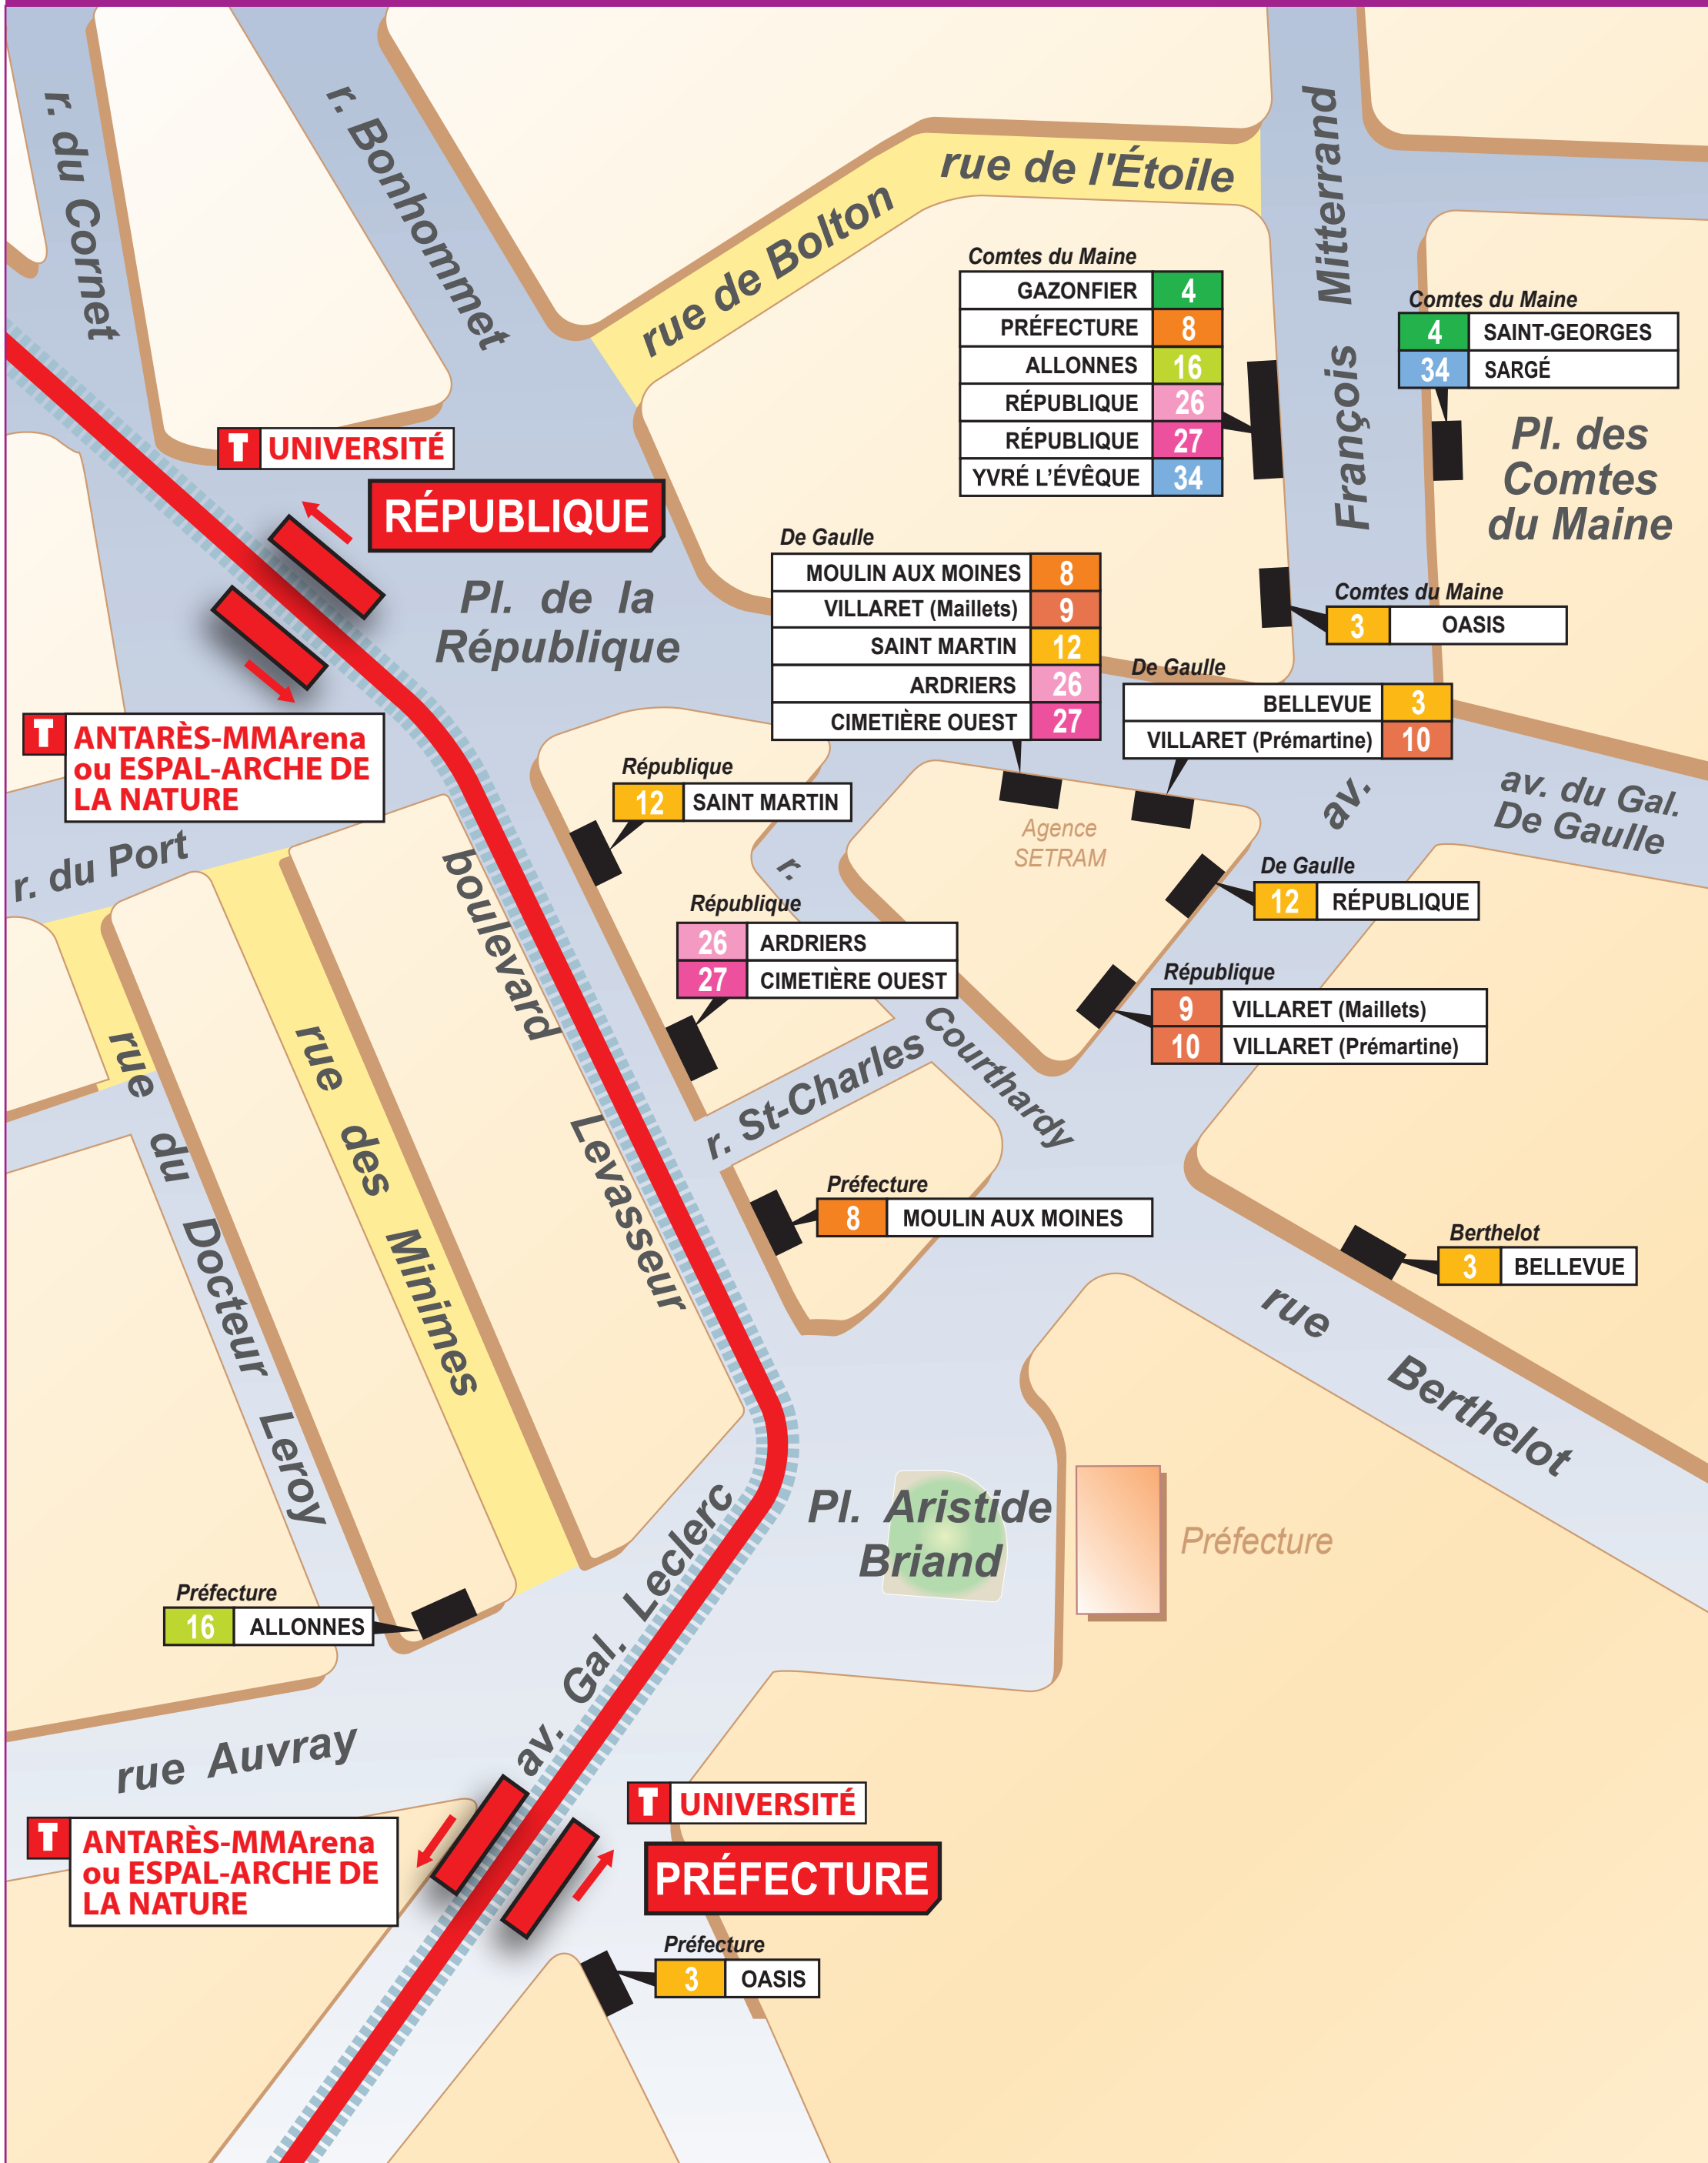 r. du Cornet
r. Bonhommet
rue de Bolton
rue de l'Étoile
av. François Mitterrand
Comtes du Maine
GAZONFIER 4
PRÉFECTURE 8
ALLONNES 16
RÉPUBLIQUE 26
RÉPUBLIQUE 27
YVRÉ L'ÉVÊQUE 34
Comtes du Maine
4 SAINT-GEORGES
34 SARGÉ
Pl. des
Comtes
du Maine
T UNIVERSITÉ
RÉPUBLIQUE
Pl. de la
République
De Gaulle
MOULIN AUX MOINES 8
VILLARET (Maillets) 9
SAINT MARTIN 12
ARDRIERS 26
CIMETIÈRE OUEST 27
Comtes du Maine
3 OASIS
De Gaulle
BELLEVUE 3
VILLARET (Prémartine) 10
T ANTARÈS-MMArena
ou ESPAL-ARCHE DE
LA NATURE
République
12 SAINT MARTIN
Agence
SETRAM
av. du Gal.
De Gaulle
r. du Port
De Gaulle
12 RÉPUBLIQUE
République
26 ARDRIERS
27 CIMETIÈRE OUEST
République
9 VILLARET (Maillets)
10 VILLARET (Prémartine)
boulevard Levasseur
r. Courthardy
r. St-Charles
rue du Docteur Leroy
rue des Minimes
Préfecture
8 MOULIN AUX MOINES
Berthelot
3 BELLEVUE
rue Berthelot
Pl. Aristide
Briand
Préfecture
Préfecture
16 ALLONNES
av. Gal. Leclerc
rue Auvray
T UNIVERSITÉ
PRÉFECTURE
T ANTARÈS-MMArena
ou ESPAL-ARCHE DE
LA NATURE
Préfecture
3 OASIS